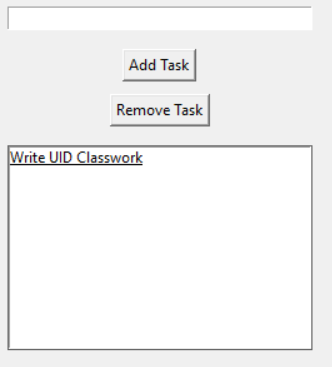 Add Task
Remove Task
Write UID Classwork